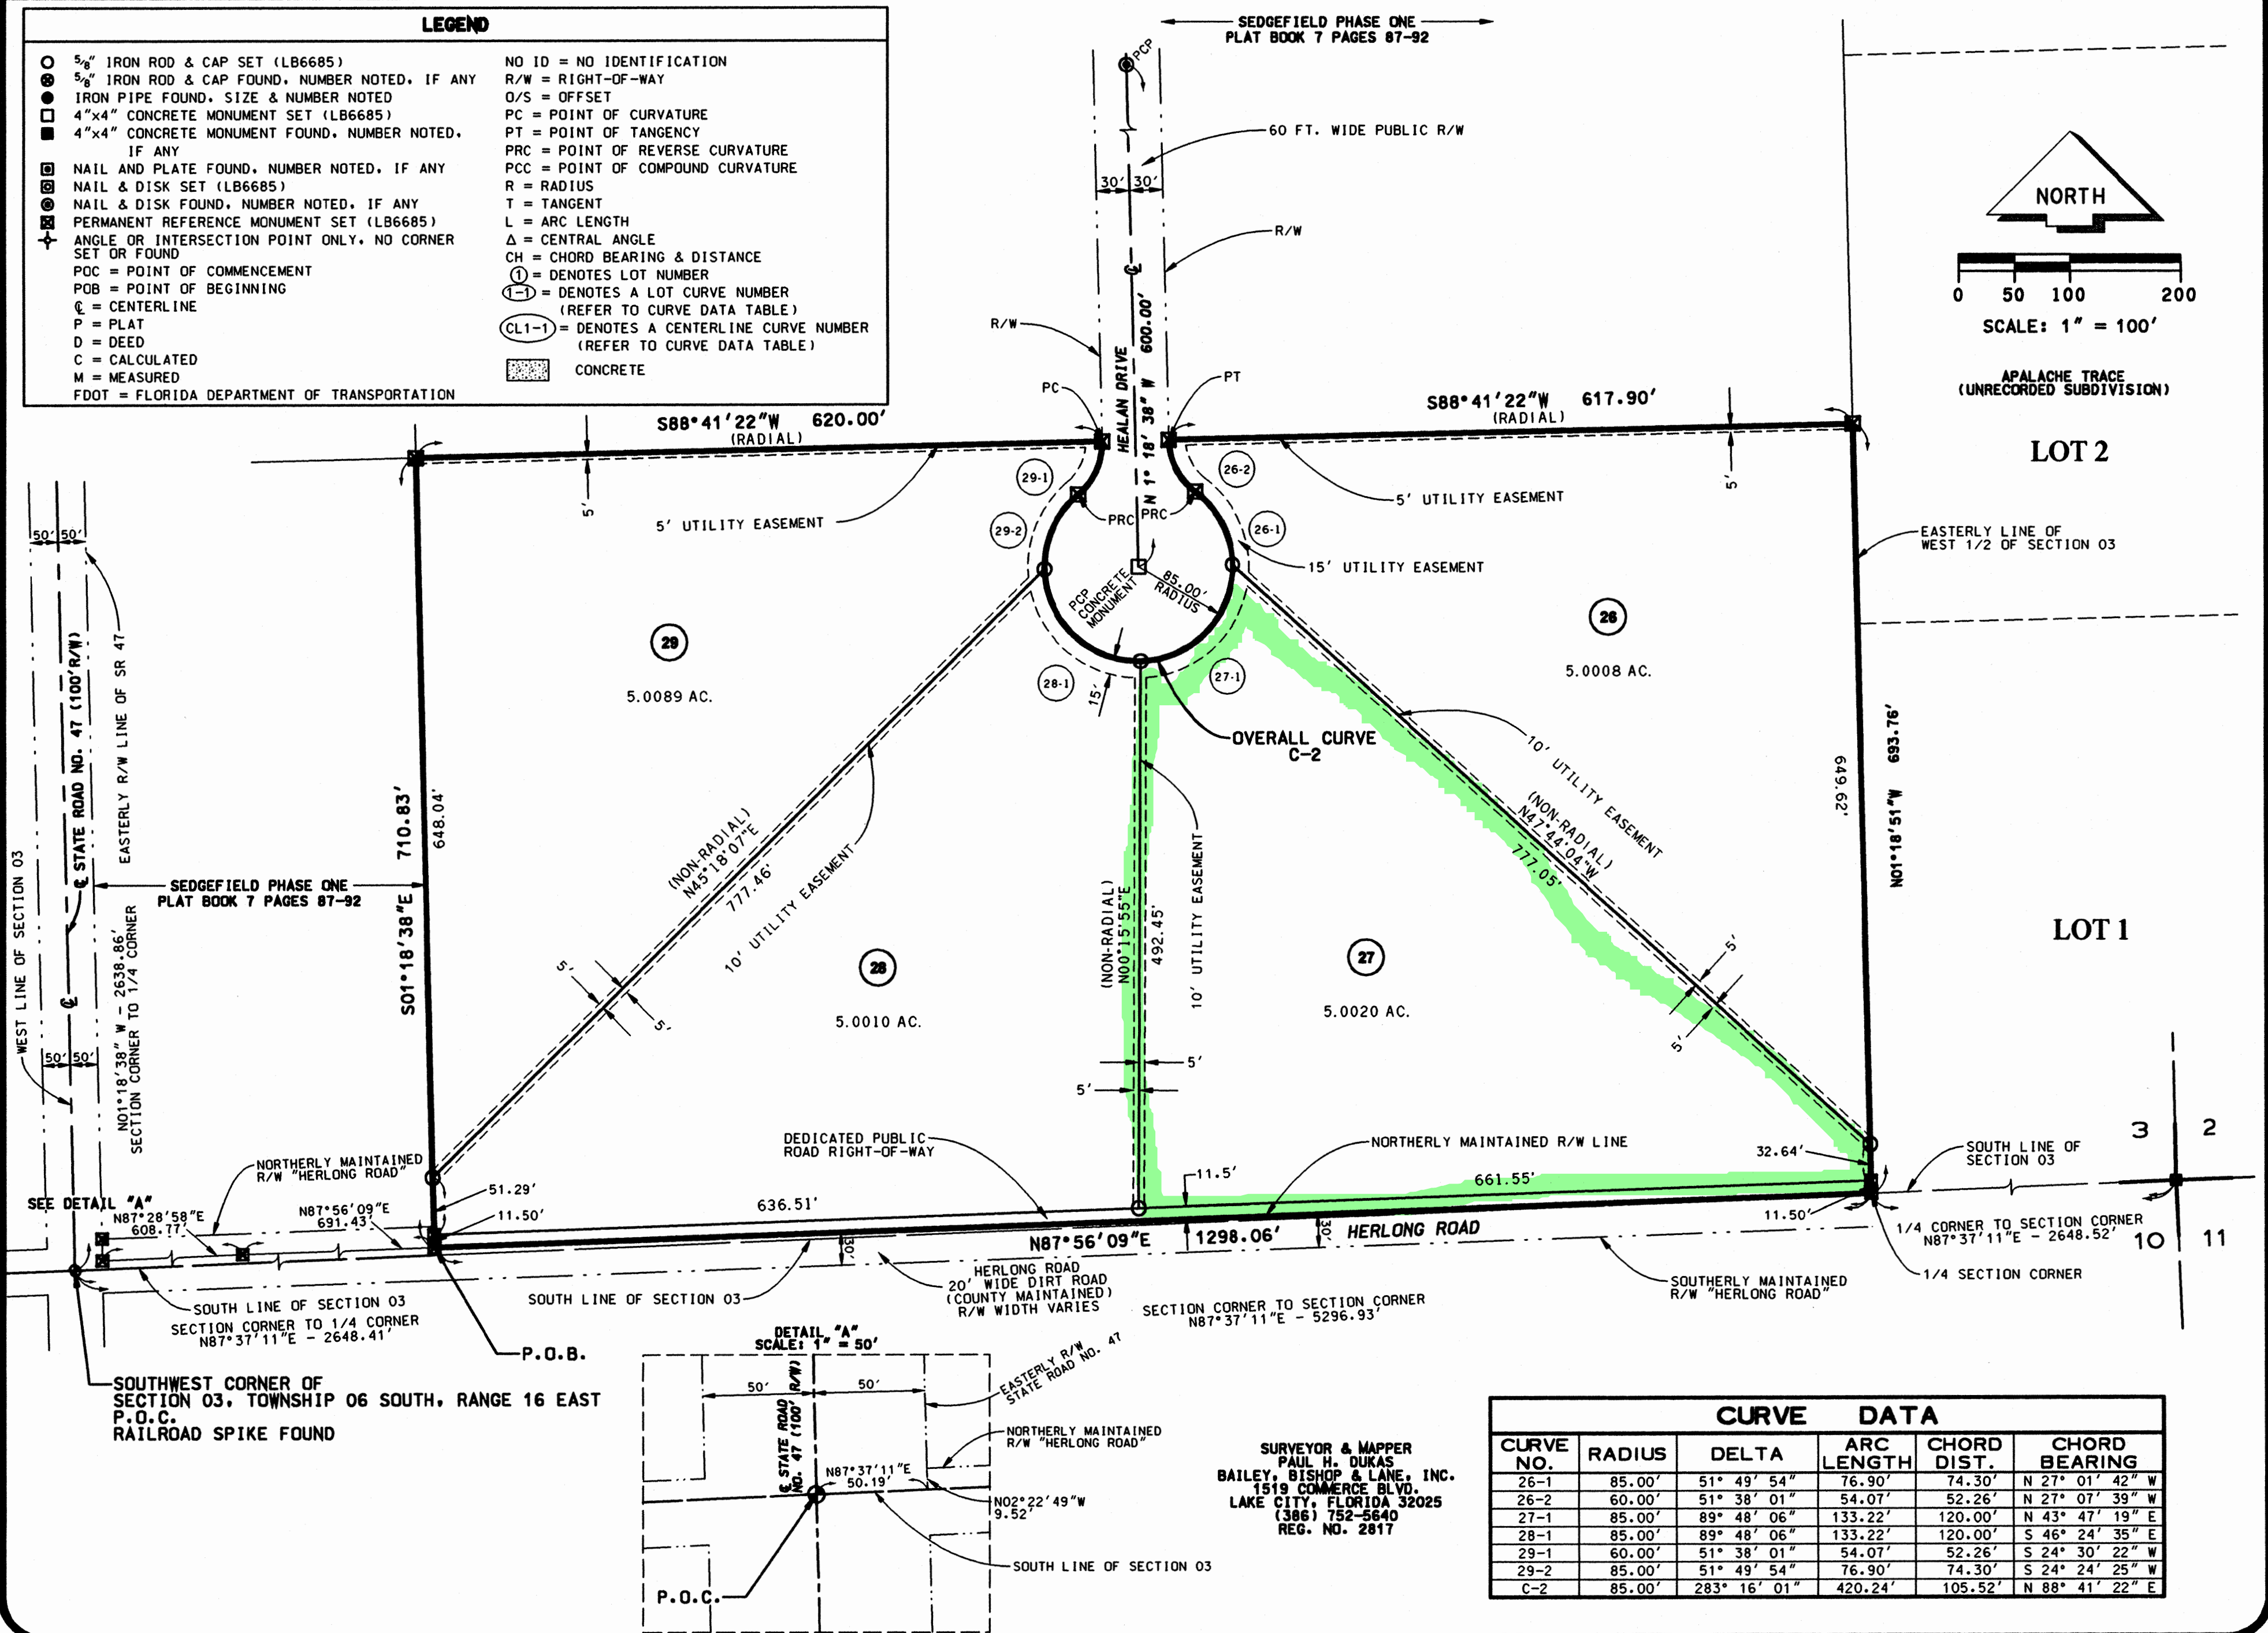 LEGEND
5/8" IRON ROD & CAP SET (LB6685)
5/8" IRON ROD & CAP FOUND, NUMBER NOTED, IF ANY
IRON PIPE FOUND, SIZE & NUMBER NOTED
4"x4" CONCRETE MONUMENT SET (LB6685)
4"x4" CONCRETE MONUMENT FOUND, NUMBER NOTED,
IF ANY
NAIL AND PLATE FOUND, NUMBER NOTED, IF ANY
NAIL & DISK SET (LB6685)
NAIL & DISK FOUND, NUMBER NOTED, IF ANY
PERMANENT REFERENCE MONUMENT SET (LB6685)
ANGLE OR INTERSECTION POINT ONLY, NO CORNER
SET OR FOUND
POC = POINT OF COMMENCEMENT
POB = POINT OF BEGINNING
℄ = CENTERLINE
P = PLAT
D = DEED
C = CALCULATED
M = MEASURED
FDOT = FLORIDA DEPARTMENT OF TRANSPORTATION
NO ID = NO IDENTIFICATION
R/W = RIGHT-OF-WAY
O/S = OFFSET
PC = POINT OF CURVATURE
PT = POINT OF TANGENCY
PRC = POINT OF REVERSE CURVATURE
PCC = POINT OF COMPOUND CURVATURE
R = RADIUS
T = TANGENT
L = ARC LENGTH
Δ = CENTRAL ANGLE
CH = CHORD BEARING & DISTANCE
1 = DENOTES LOT NUMBER
1-1 = DENOTES A LOT CURVE NUMBER
(REFER TO CURVE DATA TABLE)
CL1-1 = DENOTES A CENTERLINE CURVE NUMBER
(REFER TO CURVE DATA TABLE)
CONCRETE
SEDGEFIELD PHASE ONE
PLAT BOOK 7 PAGES 87-92
PCP
60 FT. WIDE PUBLIC R/W
30' 30'
R/W
R/W
℄
HEALAN DRIVE
N 1° 18' 38" W 600.00'
PC
PT
NORTH
0 50 100 200
SCALE: 1" = 100'
APALACHE TRACE
(UNRECORDED SUBDIVISION)
LOT 2
S88°41'22"W 620.00'
(RADIAL)
S88°41'22"W 617.90'
(RADIAL)
5'
5' UTILITY EASEMENT
29-1
29-2
26-2
26-1
PRC PRC
5'
5' UTILITY EASEMENT
15' UTILITY EASEMENT
85.00'
RADIUS
PCP
CONCRETE
MONUMENT
EASTERLY LINE OF
WEST 1/2 OF SECTION 03
50' 50'
29
5.0089 AC.
26
5.0008 AC.
28-1
15'
27-1
OVERALL CURVE
C-2
10' UTILITY EASEMENT
WEST LINE OF SECTION 03
℄ STATE ROAD NO. 47 (100'R/W)
℄
EASTERLY R/W LINE OF SR 47
SEDGEFIELD PHASE ONE
PLAT BOOK 7 PAGES 87-92
N01°18'38" W - 2638.86'
SECTION CORNER TO 1/4 CORNER
50' 50'
S01°18'38"E 710.83'
648.04'
(NON-RADIAL)
N45°18'07"E
777.46'
10' UTILITY EASEMENT
5'
5'
28
5.0010 AC.
(NON-RADIAL)
N00°15'55"E
492.45'
10' UTILITY EASEMENT
5'
5'
27
5.0020 AC.
(NON-RADIAL)
N47°44'04"W
777.05'
5'
5'
649.62'
N01°18'51"W 693.76'
LOT 1
3 2
10 11
NORTHERLY MAINTAINED
R/W "HERLONG ROAD"
SEE DETAIL "A"
N87°28'58"E
608.77'
N87°56'09"E
691.43'
51.29'
11.50'
DEDICATED PUBLIC
ROAD RIGHT-OF-WAY
636.51'
11.5'
NORTHERLY MAINTAINED R/W LINE
661.55'
32.64'
11.50'
SOUTH LINE OF
SECTION 03
N87°56'09"E 1298.06'
30'
30'
HERLONG ROAD
1/4 CORNER TO SECTION CORNER
N87°37'11"E - 2648.52'
1/4 SECTION CORNER
SOUTH LINE OF SECTION 03
SECTION CORNER TO 1/4 CORNER
N87°37'11"E - 2648.41'
SOUTH LINE OF SECTION 03
HERLONG ROAD
20' WIDE DIRT ROAD
(COUNTY MAINTAINED)
R/W WIDTH VARIES
SECTION CORNER TO SECTION CORNER
N87°37'11"E - 5296.93'
SOUTHERLY MAINTAINED
R/W "HERLONG ROAD"
P.O.B.
SOUTHWEST CORNER OF
SECTION 03, TOWNSHIP 06 SOUTH, RANGE 16 EAST
P.O.C.
RAILROAD SPIKE FOUND
DETAIL "A"
SCALE: 1" = 50'
50' 50'
℄ STATE ROAD
NO. 47 (100' R/W)
EASTERLY R/W
STATE ROAD NO. 47
NORTHERLY MAINTAINED
R/W "HERLONG ROAD"
N87°37'11"E
50.19'
N02°22'49"W
9.52'
SOUTH LINE OF SECTION 03
P.O.C.
SURVEYOR & MAPPER
PAUL H. DUKAS
BAILEY, BISHOP & LANE, INC.
1519 COMMERCE BLVD.
LAKE CITY, FLORIDA 32025
(386) 752-5640
REG. NO. 2817
CURVE DATA
CURVE NO. RADIUS DELTA ARC LENGTH CHORD DIST. CHORD BEARING
26-1 85.00' 51° 49' 54" 76.90' 74.30' N 27° 01' 42" W
26-2 60.00' 51° 38' 01" 54.07' 52.26' N 27° 07' 39" W
27-1 85.00' 89° 48' 06" 133.22' 120.00' N 43° 47' 19" E
28-1 85.00' 89° 48' 06" 133.22' 120.00' S 46° 24' 35" E
29-1 60.00' 51° 38' 01" 54.07' 52.26' S 24° 30' 22" W
29-2 85.00' 51° 49' 54" 76.90' 74.30' S 24° 24' 25" W
C-2 85.00' 283° 16' 01" 420.24' 105.52' N 88° 41' 22" E